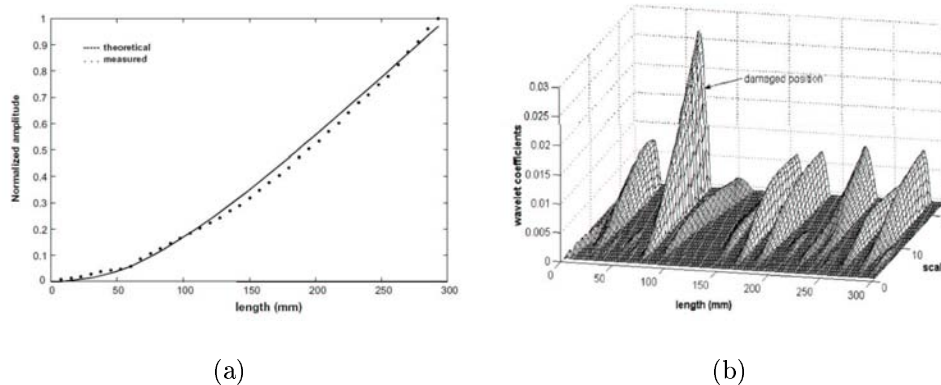 1
0.9
0.8
0.7
0.6
0.5
0.4
0.3
0.2
0.1
0
theoretical
measured
Normalized amplitude
0 50 100 150 200 250 300
length (mm)
(a)
0.03
0.025
0.02
0.015
0.01
0.005
0
wavelet coefficients
damaged position
0 50 100 150 200 250 300
length (mm)
0
10
scal
(b)